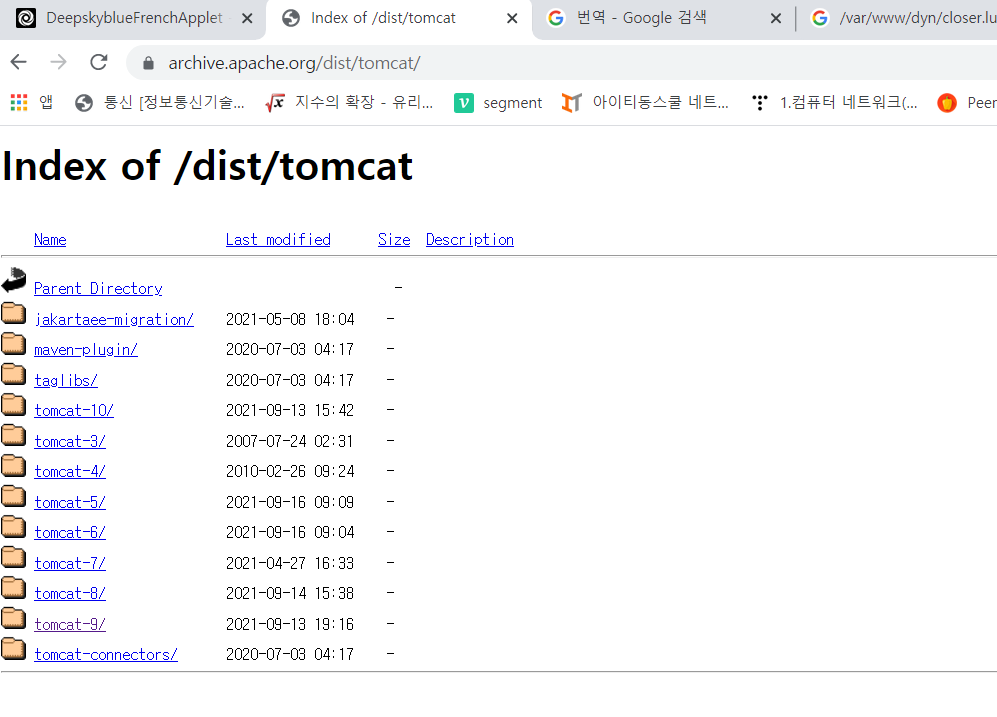 DeepskyblueFrenchApplet
Index of /dist/tomcat
번역 - Google 검색
/var/www/dyn/closer.lu
archive.apache.org/dist/tomcat/
앱
통신 [정보통신기술...
지수의 확장 - 유리...
segment
아이티동스쿨 네트...
1.컴퓨터 네트워크(...
Peer
Index of /dist/tomcat
Name Last modified Size Description
Parent Directory -
jakartaee-migration/ 2021-05-08 18:04 -
maven-plugin/ 2020-07-03 04:17 -
taglibs/ 2020-07-03 04:17 -
tomcat-10/ 2021-09-13 15:42 -
tomcat-3/ 2007-07-24 02:31 -
tomcat-4/ 2010-02-26 09:24 -
tomcat-5/ 2021-09-16 09:09 -
tomcat-6/ 2021-09-16 09:04 -
tomcat-7/ 2021-04-27 16:33 -
tomcat-8/ 2021-09-14 15:38 -
tomcat-9/ 2021-09-13 19:16 -
tomcat-connectors/ 2020-07-03 04:17 -